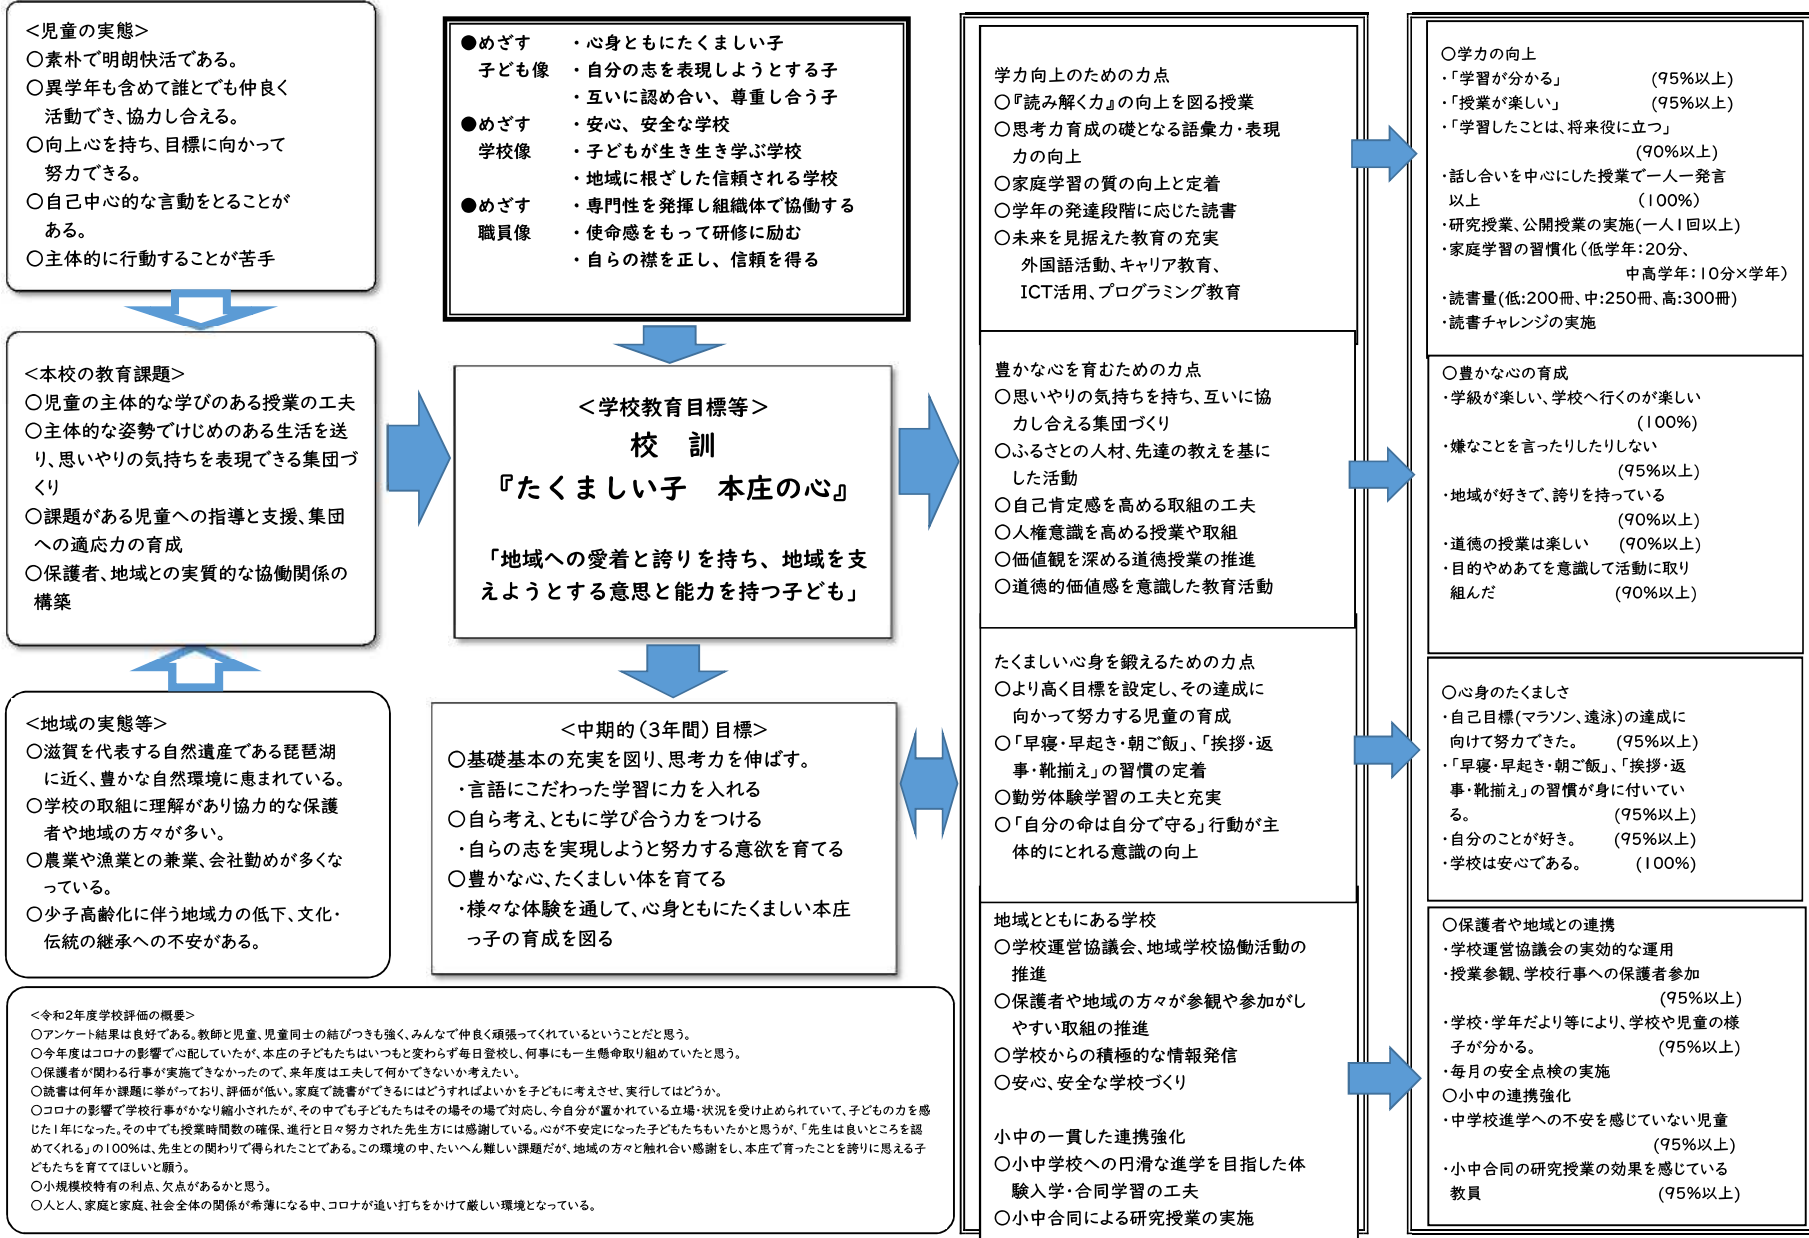 ＜児童の実態＞
○素朴で明朗快活である。
○異学年も含めて誰とでも仲良く
活動でき、協力し合える。
○向上心を持ち、目標に向かって
努力できる。
○自己中心的な言動をとることが
ある。
○主体的に行動することが苦手
＜本校の教育課題＞
○児童の主体的な学びのある授業の工夫
○主体的な姿勢でけじめのある生活を送
り、思いやりの気持ちを表現できる集団づ
くり
○課題がある児童への指導と支援、集団
への適応力の育成
○保護者、地域との実質的な協働関係の
構築
＜地域の実態等＞
○滋賀を代表する自然遺産である琵琶湖
に近く、豊かな自然環境に恵まれている。
○学校の取組に理解があり協力的な保護
者や地域の方々が多い。
○農業や漁業との兼業、会社勤めが多くな
っている。
○少子高齢化に伴う地域力の低下、文化・
伝統の継承への不安がある。
●めざす　・心身ともにたくましい子
子ども像　・自分の志を表現しようとする子
・互いに認め合い、尊重し合う子
●めざす　・安心、安全な学校
学校像　・子どもが生き生き学ぶ学校
・地域に根ざした信頼される学校
●めざす　・専門性を発揮し組織体で協働する
職員像　・使命感をもって研修に励む
・自らの襟を正し、信頼を得る
＜学校教育目標等＞
校　訓
『たくましい子　本庄の心』
「地域への愛着と誇りを持ち、地域を支
えようとする意思と能力を持つ子ども」
＜中期的（3年間）目標＞
○基礎基本の充実を図り、思考力を伸ばす。
・言語にこだわった学習に力を入れる
○自ら考え、ともに学び合う力をつける
・自らの志を実現しようと努力する意欲を育てる
○豊かな心、たくましい体を育てる
・様々な体験を通して、心身ともにたくましい本庄
っ子の育成を図る
＜令和2年度学校評価の概要＞
○アンケート結果は良好である。教師と児童、児童同士の結びつきも強く、みんなで仲良く頑張ってくれているということだと思う。
○今年度はコロナの影響で心配していたが、本庄の子どもたちはいつもと変わらず毎日登校し、何事にも一生懸命取り組めていたと思う。
○保護者が関わる行事が実施できなかったので、来年度は工夫して何かできないか考えたい。
○読書は何年か課題に挙がっており、評価が低い。家庭で読書ができるにはどうすればよいかを子どもに考えさせ、実行してはどうか。
○コロナの影響で学校行事がかなり縮小されたが、その中でも子どもたちはその場その場で対応し、今自分が置かれている立場・状況を受け止められていて、子どもの力を感
じた1年になった。その中でも授業時間数の確保、進行と日々努力された先生方には感謝している。心が不安定になった子どもたちもいたかと思うが、「先生は良いところを認
めてくれる」の100%は、先生との関わりで得られたことである。この環境の中、たいへん難しい課題だが、地域の方々と触れ合い感謝をし、本庄で育ったことを誇りに思える子
どもたちを育ててほしいと願う。
○小規模校特有の利点、欠点があるかと思う。
○人と人、家庭と家庭、社会全体の関係が希薄になる中、コロナが追い打ちをかけて厳しい環境となっている。
学力向上のための力点
○『読み解く力』の向上を図る授業
○思考力育成の礎となる語彙力・表現
力の向上
○家庭学習の質の向上と定着
○学年の発達段階に応じた読書
○未来を見据えた教育の充実
外国語活動、キャリア教育、
ICT活用、プログラミング教育
豊かな心を育むための力点
○思いやりの気持ちを持ち、互いに協
力し合える集団づくり
○ふるさとの人材、先達の教えを基に
した活動
○自己肯定感を高める取組の工夫
○人権意識を高める授業や取組
○価値観を深める道徳授業の推進
○道徳的価値感を意識した教育活動
たくましい心身を鍛えるための力点
○より高く目標を設定し、その達成に
向かって努力する児童の育成
○「早寝・早起き・朝ご飯」、「挨拶・返
事・靴揃え」の習慣の定着
○勤労体験学習の工夫と充実
○「自分の命は自分で守る」行動が主
体的にとれる意識の向上
地域とともにある学校
○学校運営協議会、地域学校協働活動の
推進
○保護者や地域の方々が参観や参加がし
やすい取組の推進
○学校からの積極的な情報発信
○安心、安全な学校づくり
小中の一貫した連携強化
○小中学校への円滑な進学を目指した体
験入学・合同学習の工夫
○小中合同による研究授業の実施
○学力の向上
・「学習が分かる」　(95%以上)
・「授業が楽しい」　(95%以上)
・「学習したことは、将来役に立つ」
(90%以上)
・話し合いを中心にした授業で一人一発言
以上　(100%)
・研究授業、公開授業の実施(一人1回以上)
・家庭学習の習慣化（低学年：20分、
中高学年：10分×学年）
・読書量(低:200冊、中:250冊、高:300冊)
・読書チャレンジの実施
○豊かな心の育成
・学級が楽しい、学校へ行くのが楽しい
(100%)
・嫌なことを言ったりしたりしない
(95%以上)
・地域が好きで、誇りを持っている
(90%以上)
・道徳の授業は楽しい　(90%以上)
・目的やめあてを意識して活動に取り
組んだ　(90%以上)
○心身のたくましさ
・自己目標(マラソン、遠泳)の達成に
向けて努力できた。　(95%以上)
・「早寝・早起き・朝ご飯」、「挨拶・返
事・靴揃え」の習慣が身に付いてい
る。　(95%以上)
・自分のことが好き。　(95%以上)
・学校は安心である。　(100%)
○保護者や地域との連携
・学校運営協議会の実効的な運用
・授業参観、学校行事への保護者参加
(95%以上)
・学校・学年だより等により、学校や児童の様
子が分かる。　(95%以上)
・毎月の安全点検の実施
○小中の連携強化
・中学校進学への不安を感じていない児童
(95%以上)
・小中合同の研究授業の効果を感じている
教員　(95%以上)